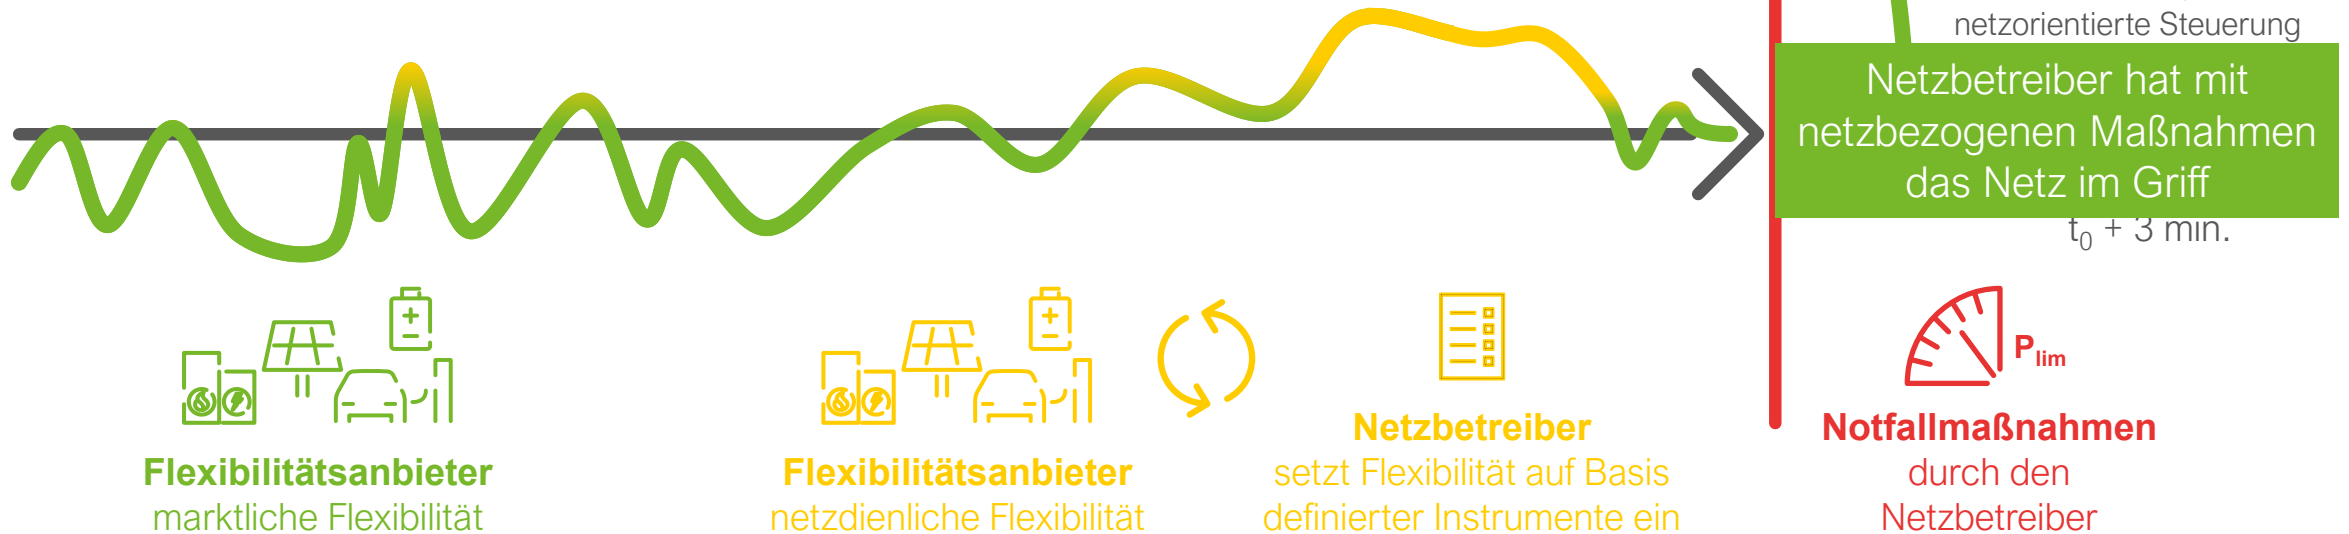 netzorientierte Steuerung
Netzbetreiber hat mit
netzbezogenen Maßnahmen
das Netz im Griff
t0 + 3 min.
Plim
Flexibilitätsanbieter
marktliche Flexibilität
Flexibilitätsanbieter
netzdienliche Flexibilität
Netzbetreiber
setzt Flexibilität auf Basis
definierter Instrumente ein
Notfallmaßnahmen
durch den
Netzbetreiber